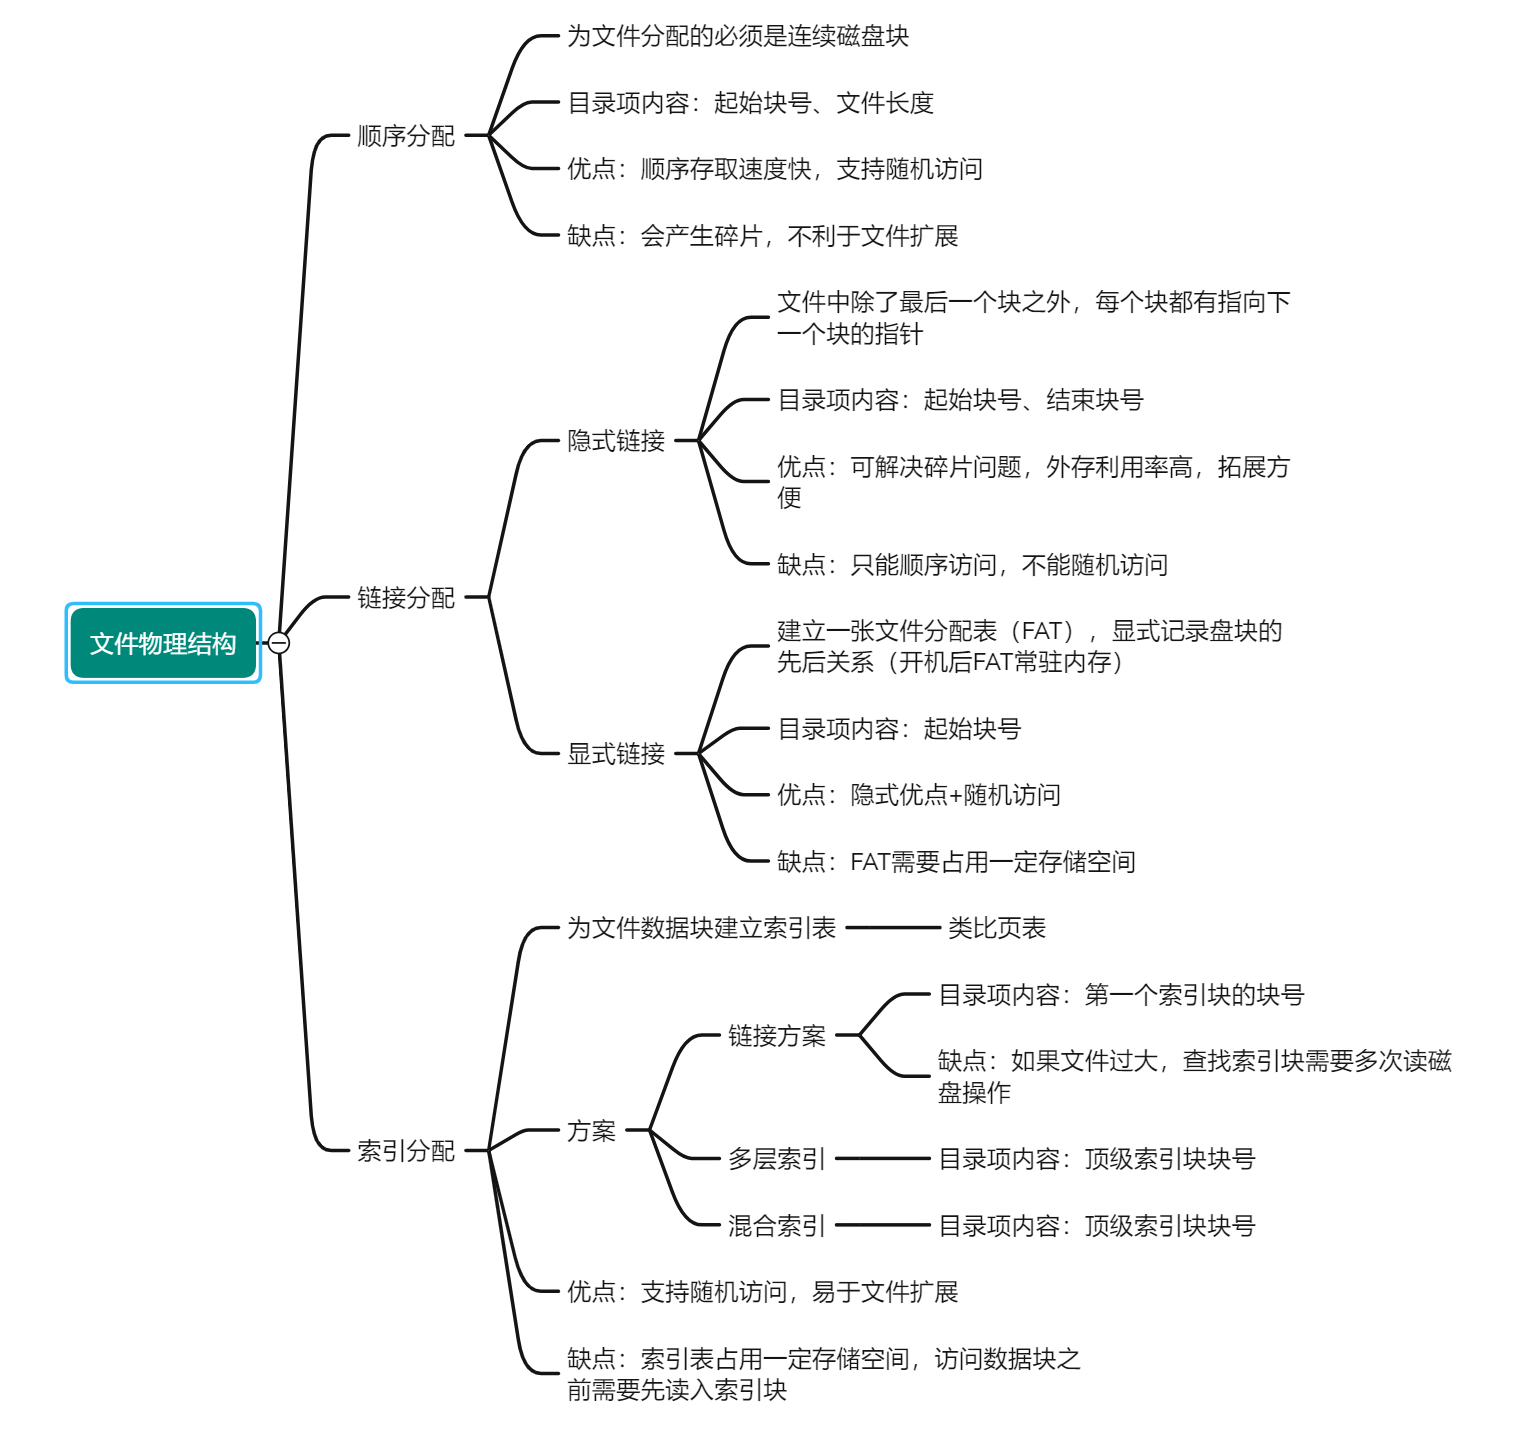 文件物理结构
顺序分配
为文件分配的必须是连续磁盘块
目录项内容：起始块号、文件长度
优点：顺序存取速度快，支持随机访问
缺点：会产生碎片，不利于文件扩展
链接分配
隐式链接
文件中除了最后一个块之外，每个块都有指向下
一个块的指针
目录项内容：起始块号、结束块号
优点：可解决碎片问题，外存利用率高，拓展方
便
缺点：只能顺序访问，不能随机访问
显式链接
建立一张文件分配表（FAT），显式记录盘块的
先后关系（开机后FAT常驻内存）
目录项内容：起始块号
优点：隐式优点+随机访问
缺点：FAT需要占用一定存储空间
索引分配
为文件数据块建立索引表
类比页表
方案
链接方案
目录项内容：第一个索引块的块号
缺点：如果文件过大，查找索引块需要多次读磁
盘操作
多层索引
目录项内容：顶级索引块块号
混合索引
目录项内容：顶级索引块块号
优点：支持随机访问，易于文件扩展
缺点：索引表占用一定存储空间，访问数据块之
前需要先读入索引块